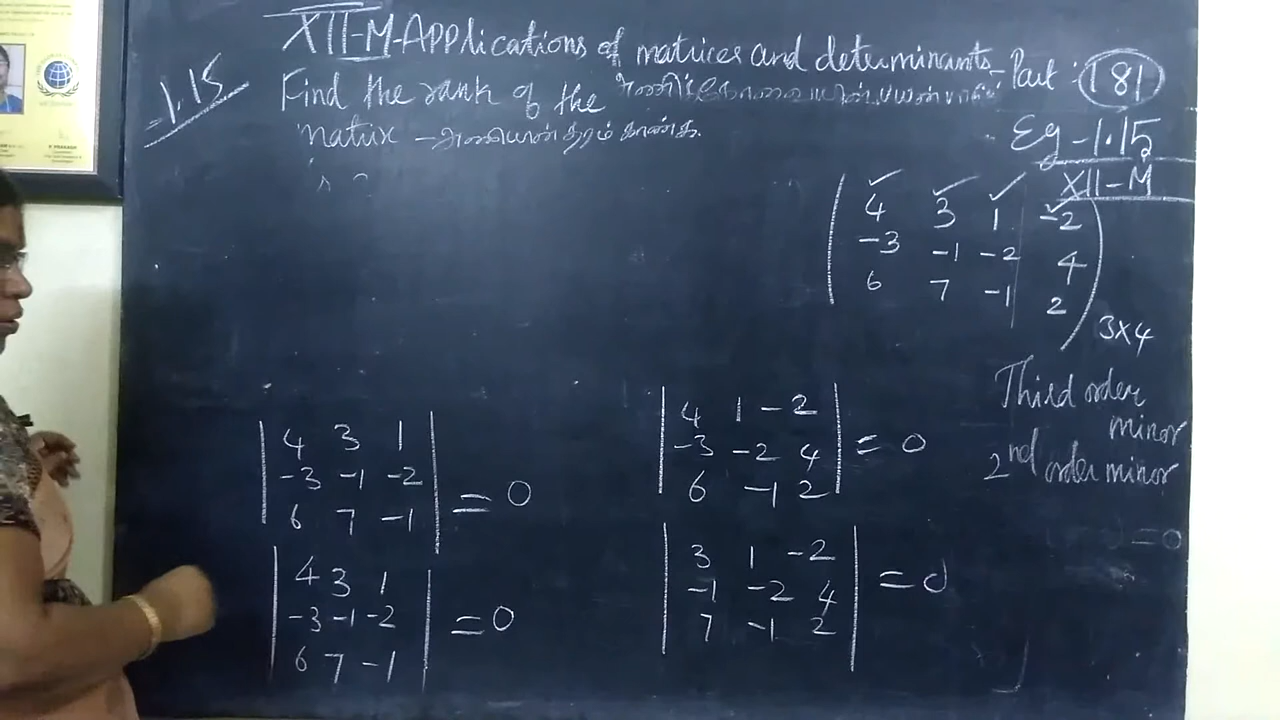 XII-M-Applications of matrices and determinants - Part : 181
1.15
Find the rank of the
matrix - அணியின் தரம் காண்க.
Eg-1.15
XII-M
4 3 1 -2
-3 -1 -2 4
6 7 -1 2
3x4
Third order
minor
2nd order minor
4 3 1
-3 -1 -2
6 7 -1
= 0
4 1 -2
-3 -2 4
6 -1 2
= 0
4 3 1
-3 -1 -2
6 7 -1
= 0
3 1 -2
-1 -2 4
7 -1 2
= 0
= 0